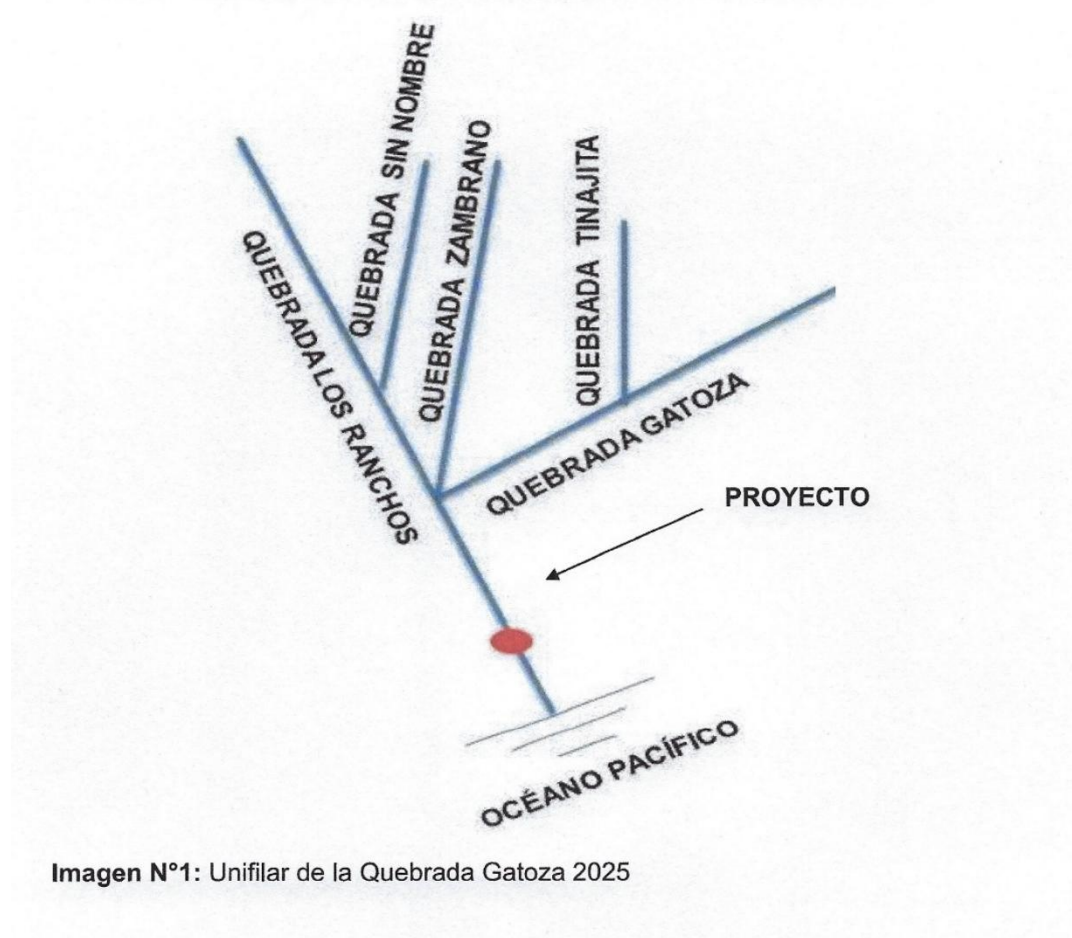 QUEBRADA SIN NOMBRE
QUEBRADA ZAMBRANO
QUEBRADA TINAJITA
QUEBRADA LOS RANCHOS
QUEBRADA GATOZA
PROYECTO
OCÉANO PACÍFICO
Imagen N°1: Unifilar de la Quebrada Gatoza 2025